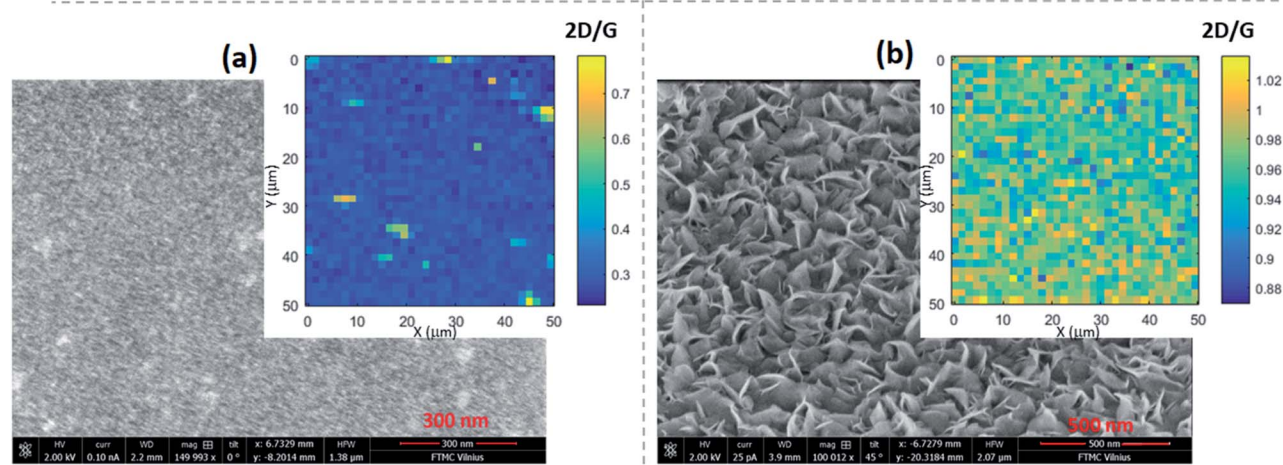 (a)
2D/G
0
10
20
30
40
50
Y (μm)
0 10 20 30 40 50
X (μm)
0.7
0.6
0.5
0.4
0.3
300 nm
HV curr WD mag tilt x: 6.7329 mm HFW 300 nm
2.00 kV 0.10 nA 2.2 mm 149 993 x 0 ° y: -8.2014 mm 1.38 μm FTMC Vilnius
(b)
2D/G
0
10
20
30
40
50
Y (μm)
0 10 20 30 40 50
X (μm)
1.02
1
0.98
0.96
0.94
0.92
0.9
0.88
500 nm
HV curr WD mag tilt x: -6.7279 mm HFW 500 nm
2.00 kV 25 pA 3.9 mm 100 012 x 45 ° y: -20.3184 mm 2.07 μm FTMC Vilnius